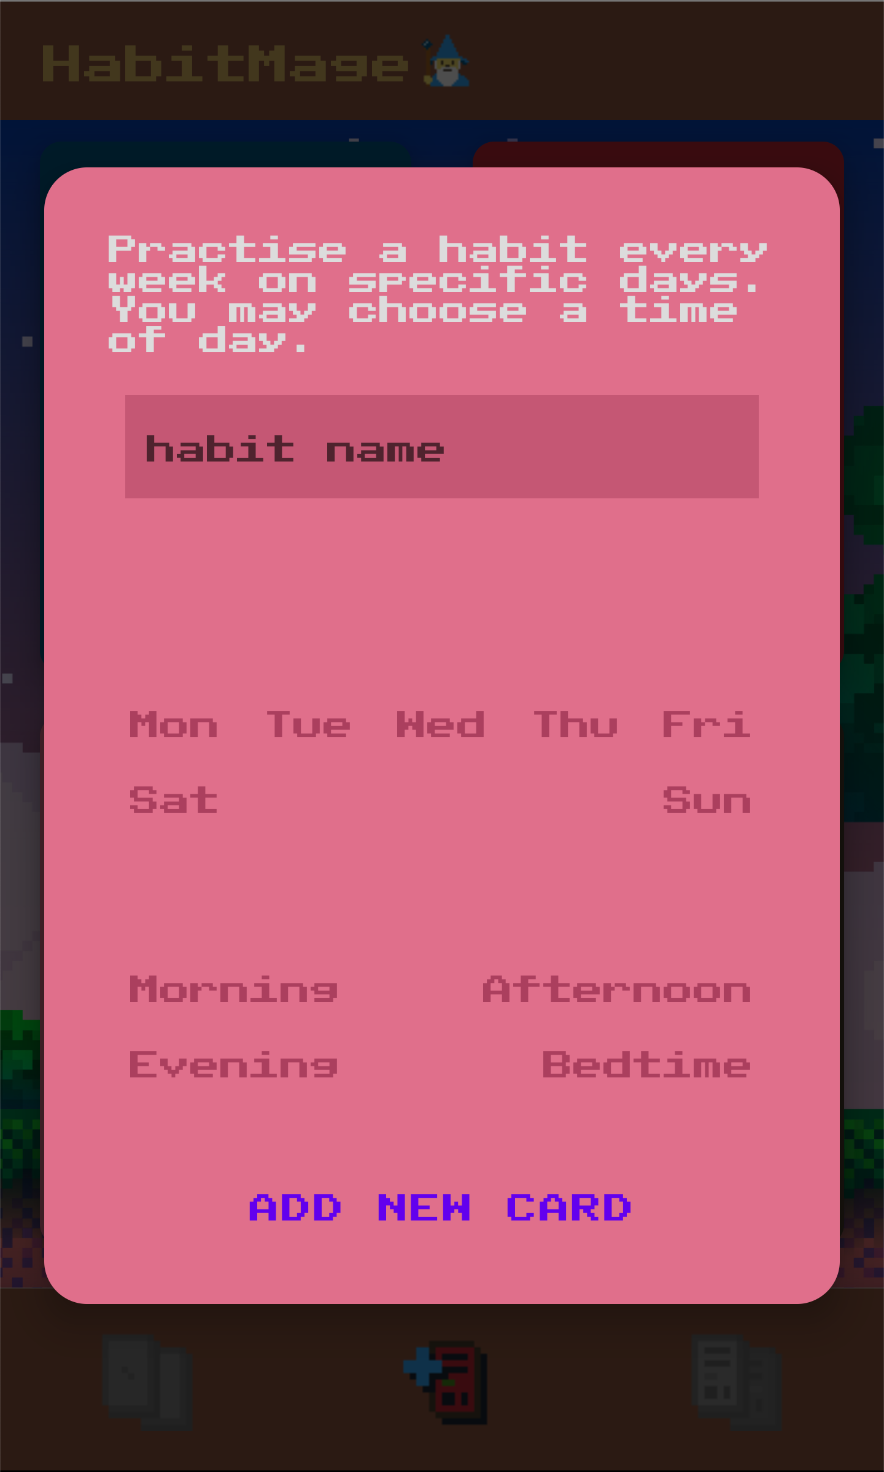 HabitMage
Practise a habit every
week on specific days.
You may choose a time
of day.
habit name
Mon Tue Wed Thu Fri
Sat Sun
Morning Afternoon
Evening Bedtime
ADD NEW CARD